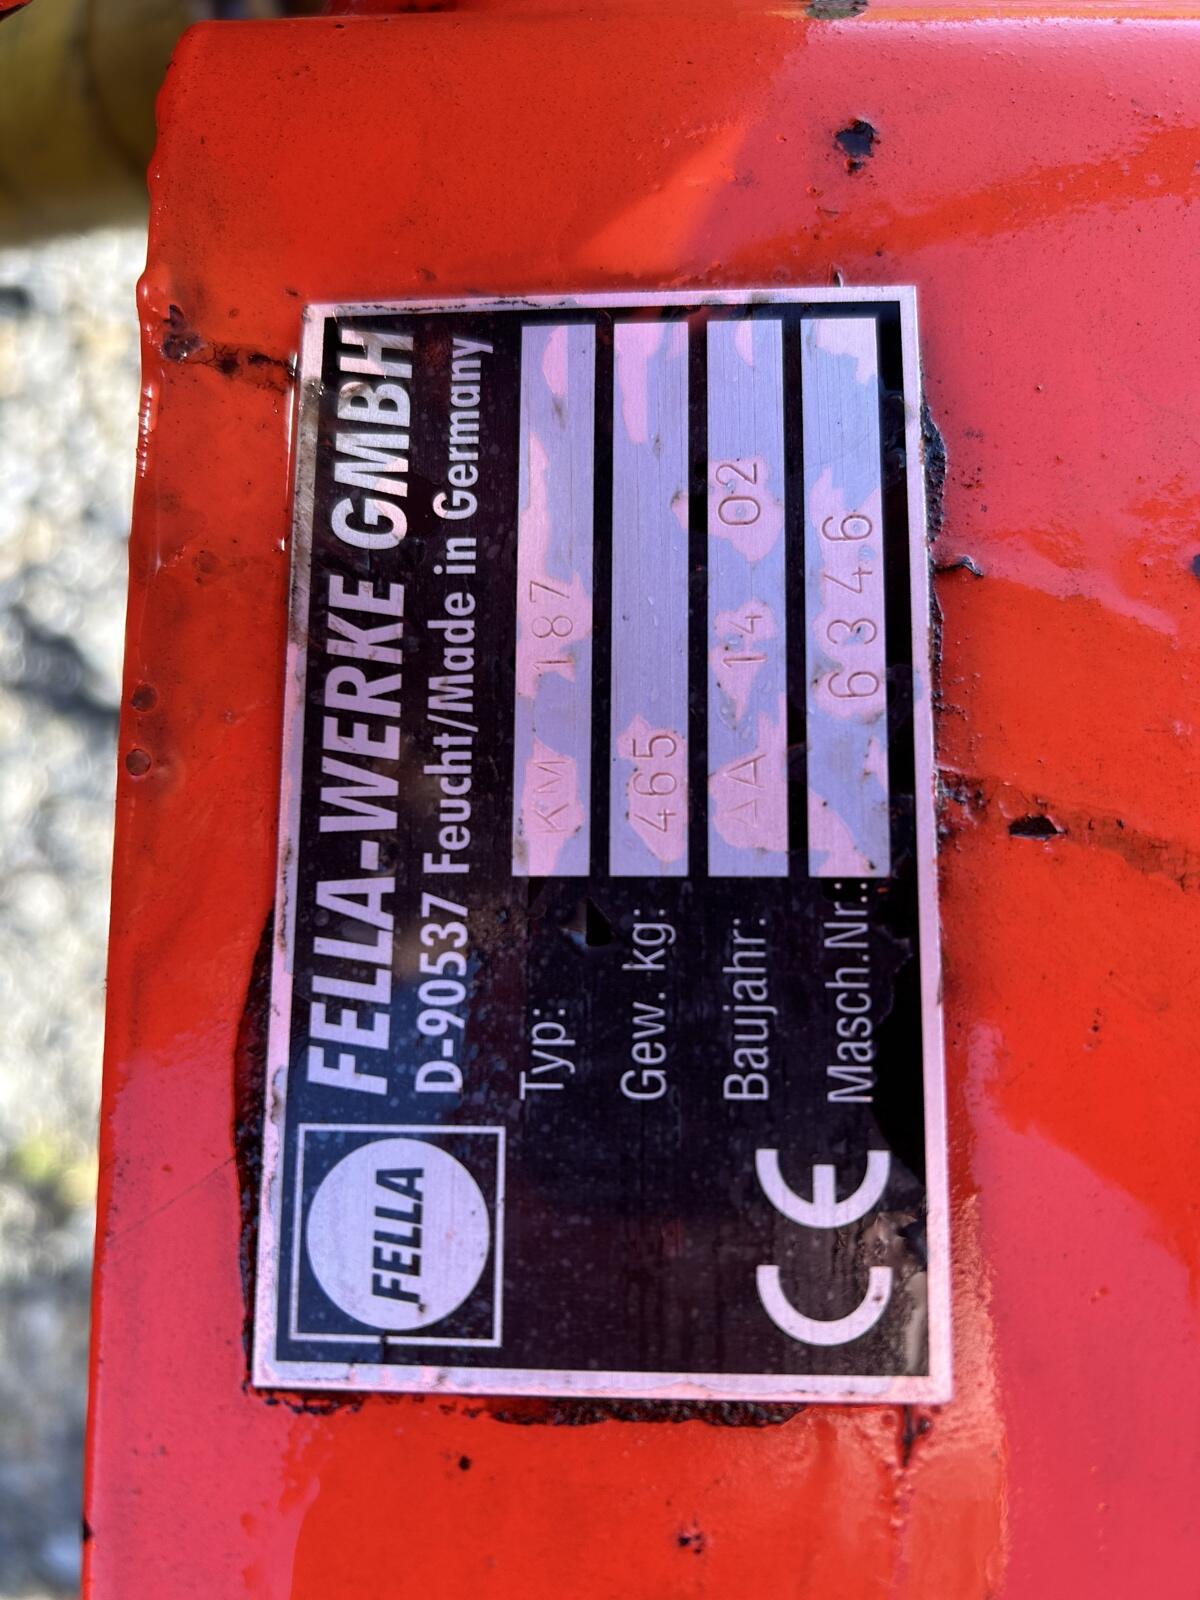 FELLA
FELLA-WERKE GMBH
D-90537 Feucht/Made in Germany
Typ: KM 187
Gew. kg: 465
Baujahr: AA 14 02
Masch.Nr.: 6346
CE